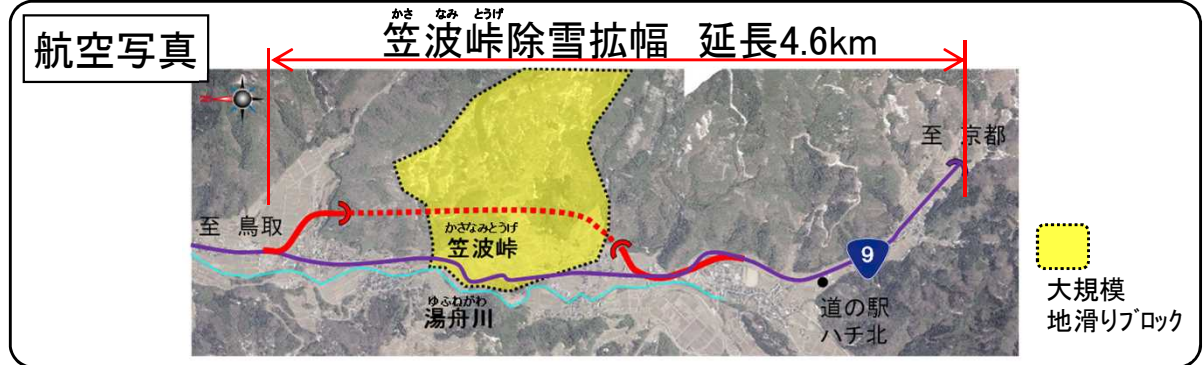 航空写真
かさ なみ とうげ
笠波峠除雪拡幅 延長4.6km
至 京都
至 鳥取
かさなみとうげ
笠波峠
9
ゆふねがわ
湯舟川
道の駅
ハチ北
大規模
地滑りブロック